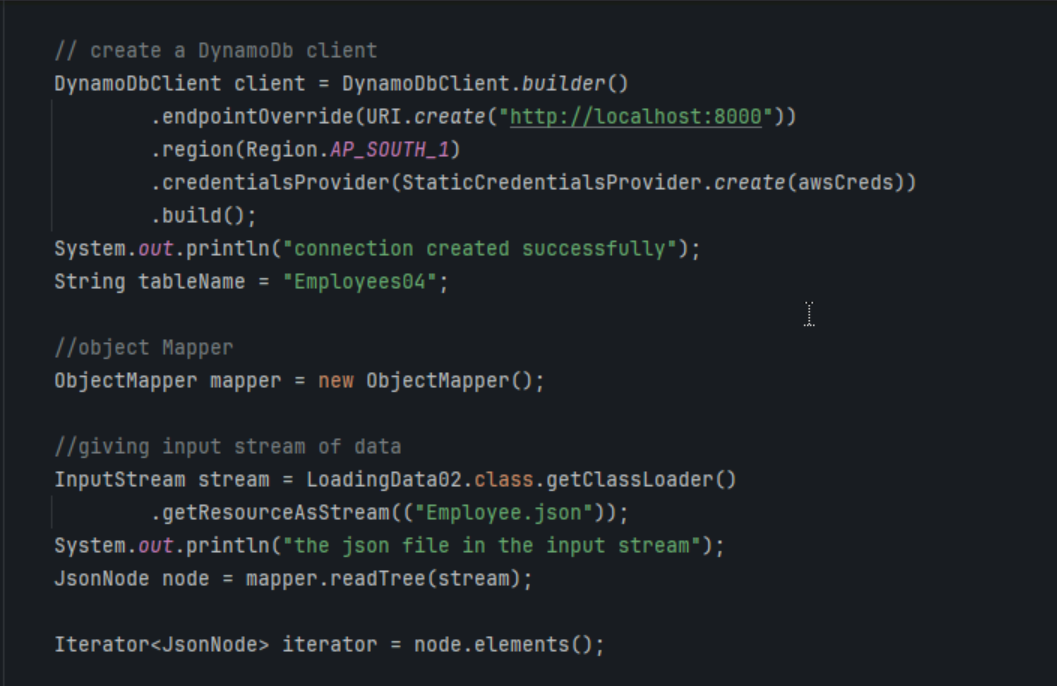 // create a DynamoDb client
DynamoDbClient client = DynamoDbClient.builder()
.endpointOverride(URI.create("http://localhost:8000"))
.region(Region.AP_SOUTH_1)
.credentialsProvider(StaticCredentialsProvider.create(awsCreds))
.build();
System.out.println("connection created successfully");
String tableName = "Employees04";
//object Mapper
ObjectMapper mapper = new ObjectMapper();
//giving input stream of data
InputStream stream = LoadingData02.class.getClassLoader()
.getResourceAsStream(("Employee.json"));
System.out.println("the json file in the input stream");
JsonNode node = mapper.readTree(stream);
Iterator<JsonNode> iterator = node.elements();